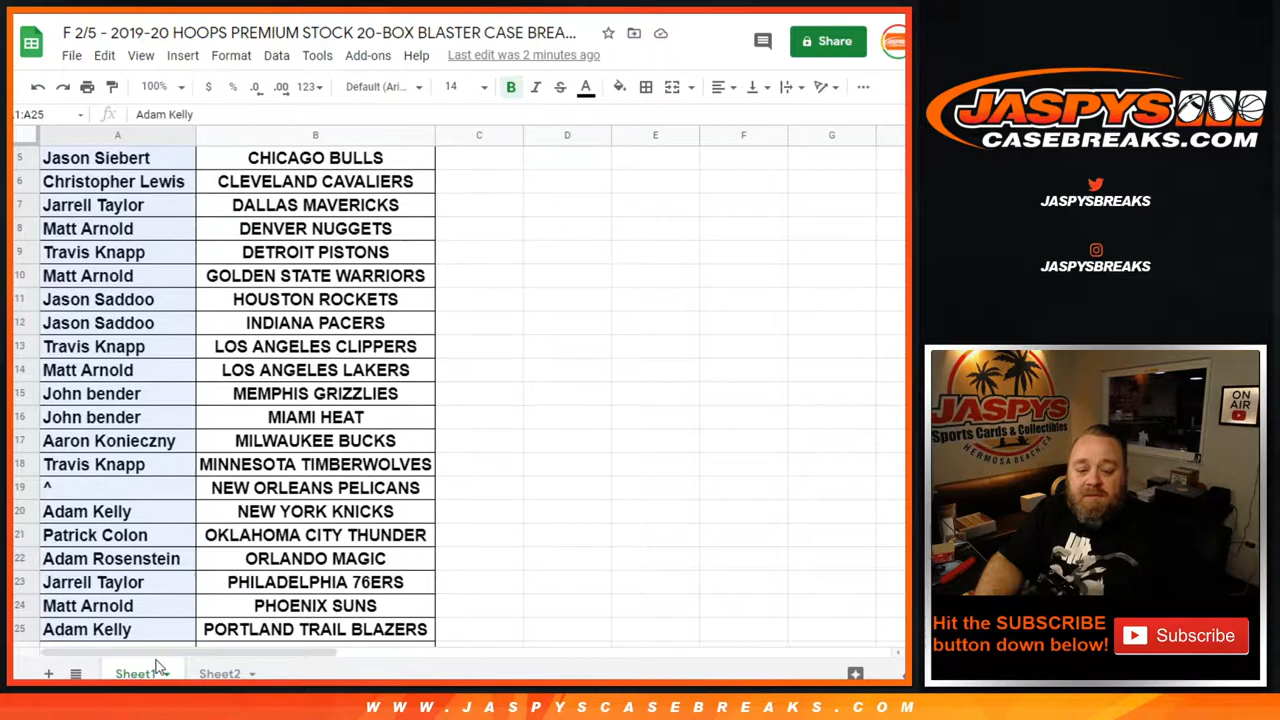 F 2/5 - 2019-20 HOOPS PREMIUM STOCK 20-BOX BLASTER CASE BREA...
File Edit View Insert Format Data Tools Add-ons Help Last edit was 2 minutes ago
Share
100% $ % .0 .00 123 Default (Ari... 14 B I S A
1:A25 fx Adam Kelly
A B C D E F G
5 Jason Siebert CHICAGO BULLS
6 Christopher Lewis CLEVELAND CAVALIERS
7 Jarrell Taylor DALLAS MAVERICKS
8 Matt Arnold DENVER NUGGETS
9 Travis Knapp DETROIT PISTONS
10 Matt Arnold GOLDEN STATE WARRIORS
11 Jason Saddoo HOUSTON ROCKETS
12 Jason Saddoo INDIANA PACERS
13 Travis Knapp LOS ANGELES CLIPPERS
14 Matt Arnold LOS ANGELES LAKERS
15 John bender MEMPHIS GRIZZLIES
16 John bender MIAMI HEAT
17 Aaron Konieczny MILWAUKEE BUCKS
18 Travis Knapp MINNESOTA TIMBERWOLVES
19 ^ NEW ORLEANS PELICANS
20 Adam Kelly NEW YORK KNICKS
21 Patrick Colon OKLAHOMA CITY THUNDER
22 Adam Rosenstein ORLANDO MAGIC
23 Jarrell Taylor PHILADELPHIA 76ERS
24 Matt Arnold PHOENIX SUNS
25 Adam Kelly PORTLAND TRAIL BLAZERS
Sheet1 Sheet2
JASPYS
CASEBREAKS.COM
JASPYSBREAKS
JASPYSBREAKS
JASPYS
Sports Cards & Collectibles
HERMOSA BEACH, CA
ON
AIR
Hit the SUBSCRIBE
button down below!
Subscribe
WWW.JASPYSCASEBREAKS.COM